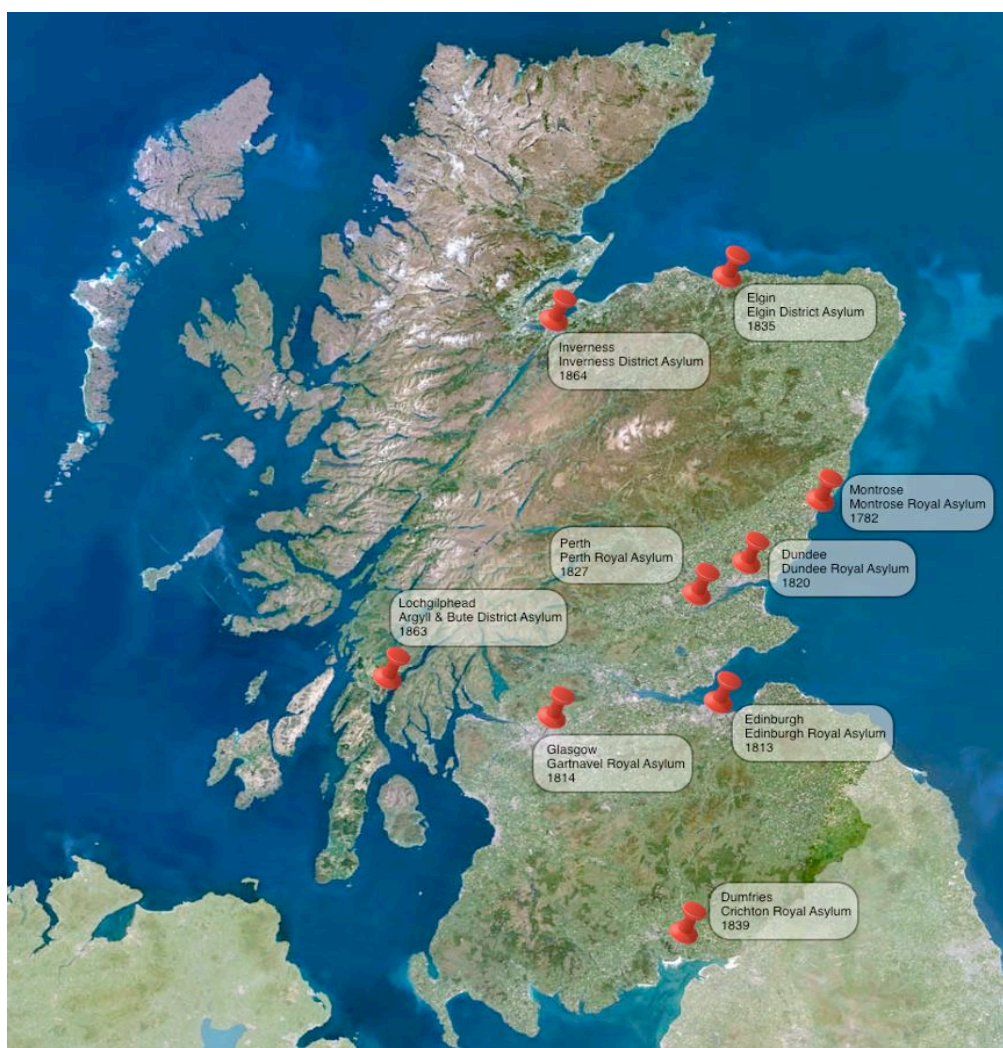 Elgin
Elgin District Asylum
1835
Inverness
Inverness District Asylum
1864
Montrose
Montrose Royal Asylum
1782
Perth
Perth Royal Asylum
1827
Dundee
Dundee Royal Asylum
1820
Lochgilphead
Argyll & Bute District Asylum
1863
Edinburgh
Edinburgh Royal Asylum
1813
Glasgow
Gartnavel Royal Asylum
1814
Dumfries
Crichton Royal Asylum
1839